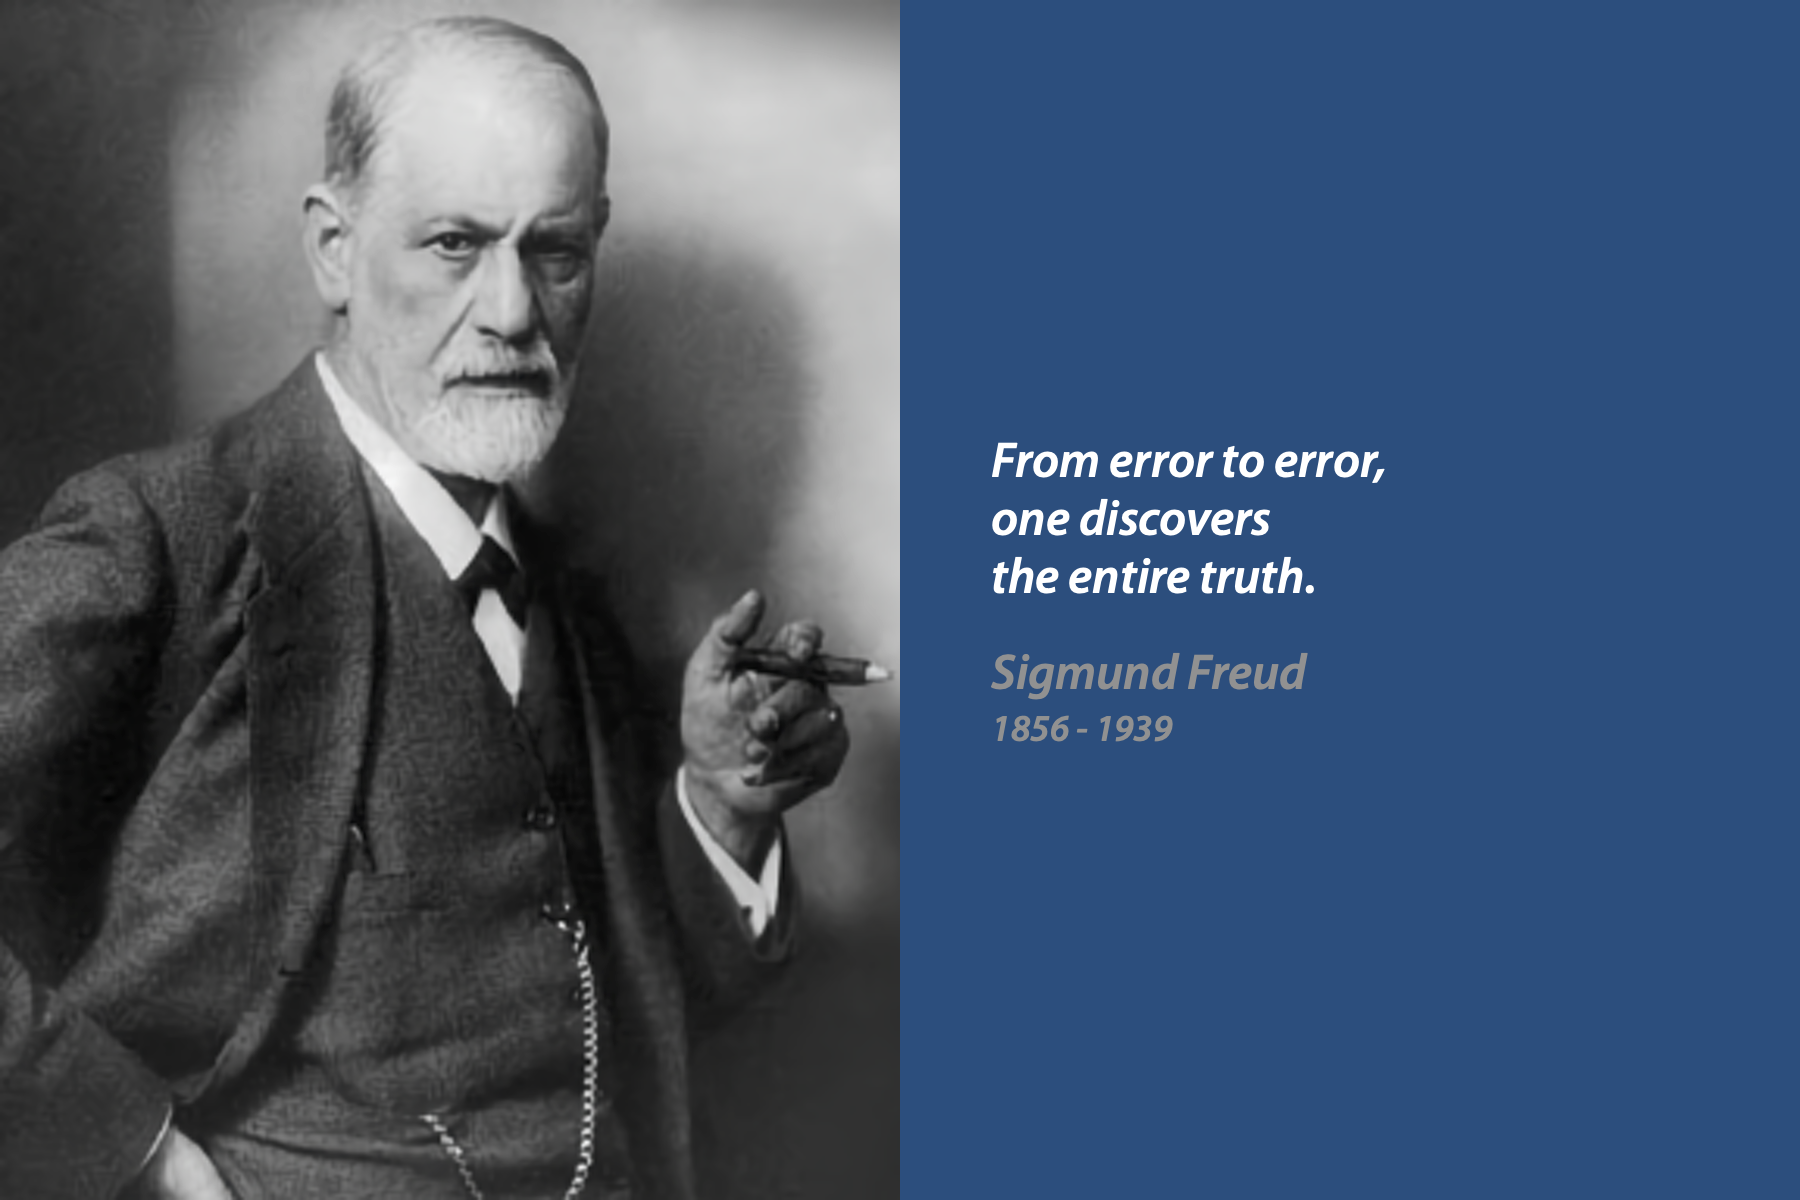 From error to error,
one discovers
the entire truth.
Sigmund Freud
1856 - 1939